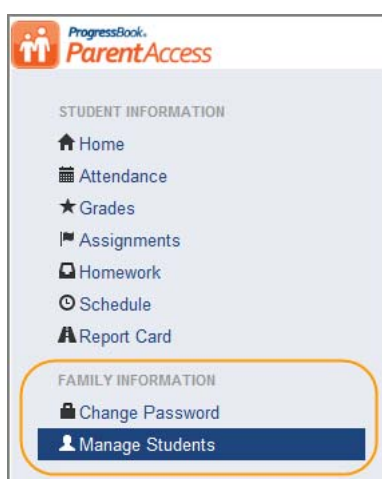 ProgressBook.
ParentAccess
STUDENT INFORMATION
Home
Attendance
Grades
Assignments
Homework
Schedule
Report Card
FAMILY INFORMATION
Change Password
Manage Students